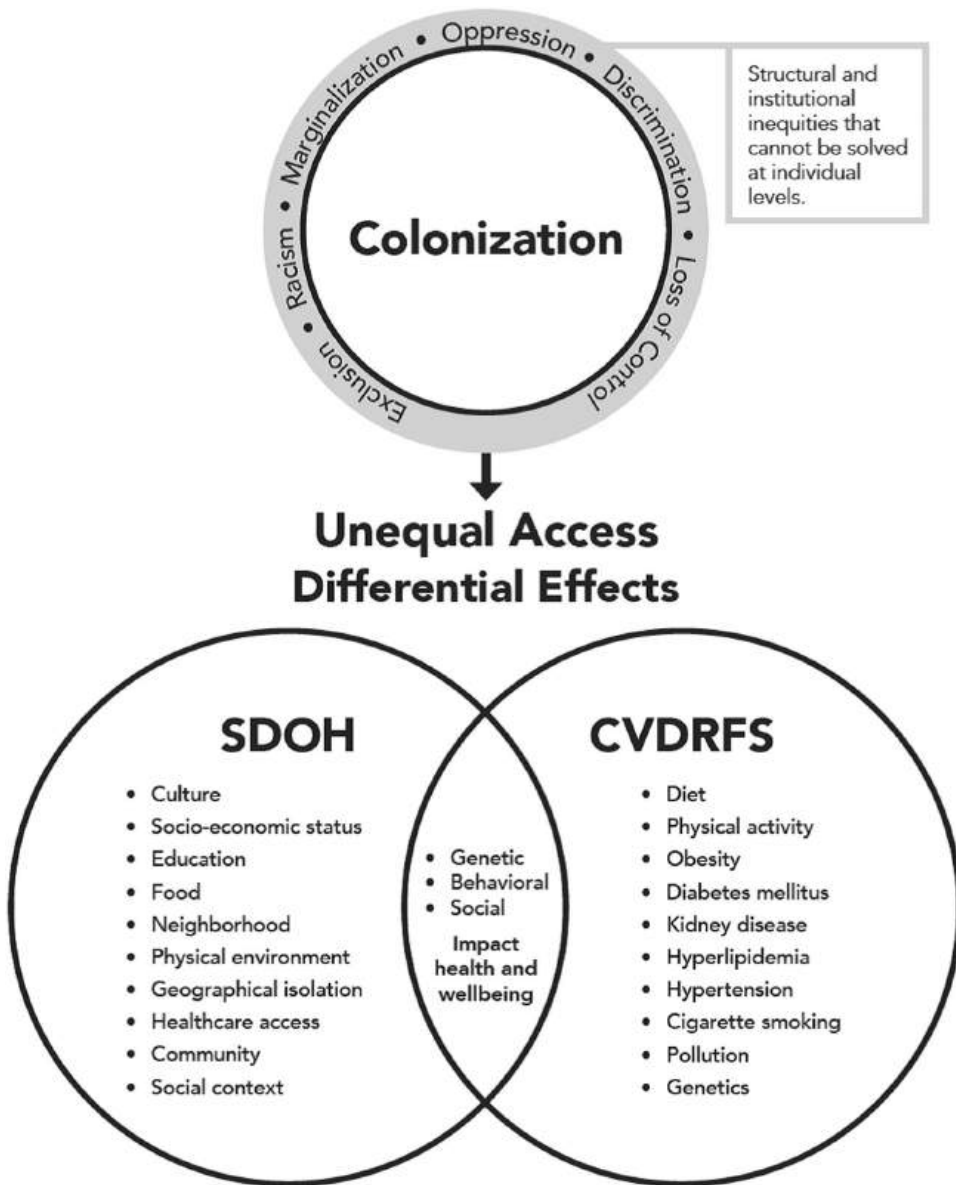 Exclusion • Racism • Marginalization • Oppression • Discrimination • Loss of Control
Structural and
institutional
inequities that
cannot be solved
at individual
levels.
Colonization
Unequal Access
Differential Effects
SDOH
• Culture
• Socio-economic status
• Education
• Food
• Neighborhood
• Physical environment
• Geographical isolation
• Healthcare access
• Community
• Social context
• Genetic
• Behavioral
• Social
Impact
health and
wellbeing
CVDRFS
• Diet
• Physical activity
• Obesity
• Diabetes mellitus
• Kidney disease
• Hyperlipidemia
• Hypertension
• Cigarette smoking
• Pollution
• Genetics